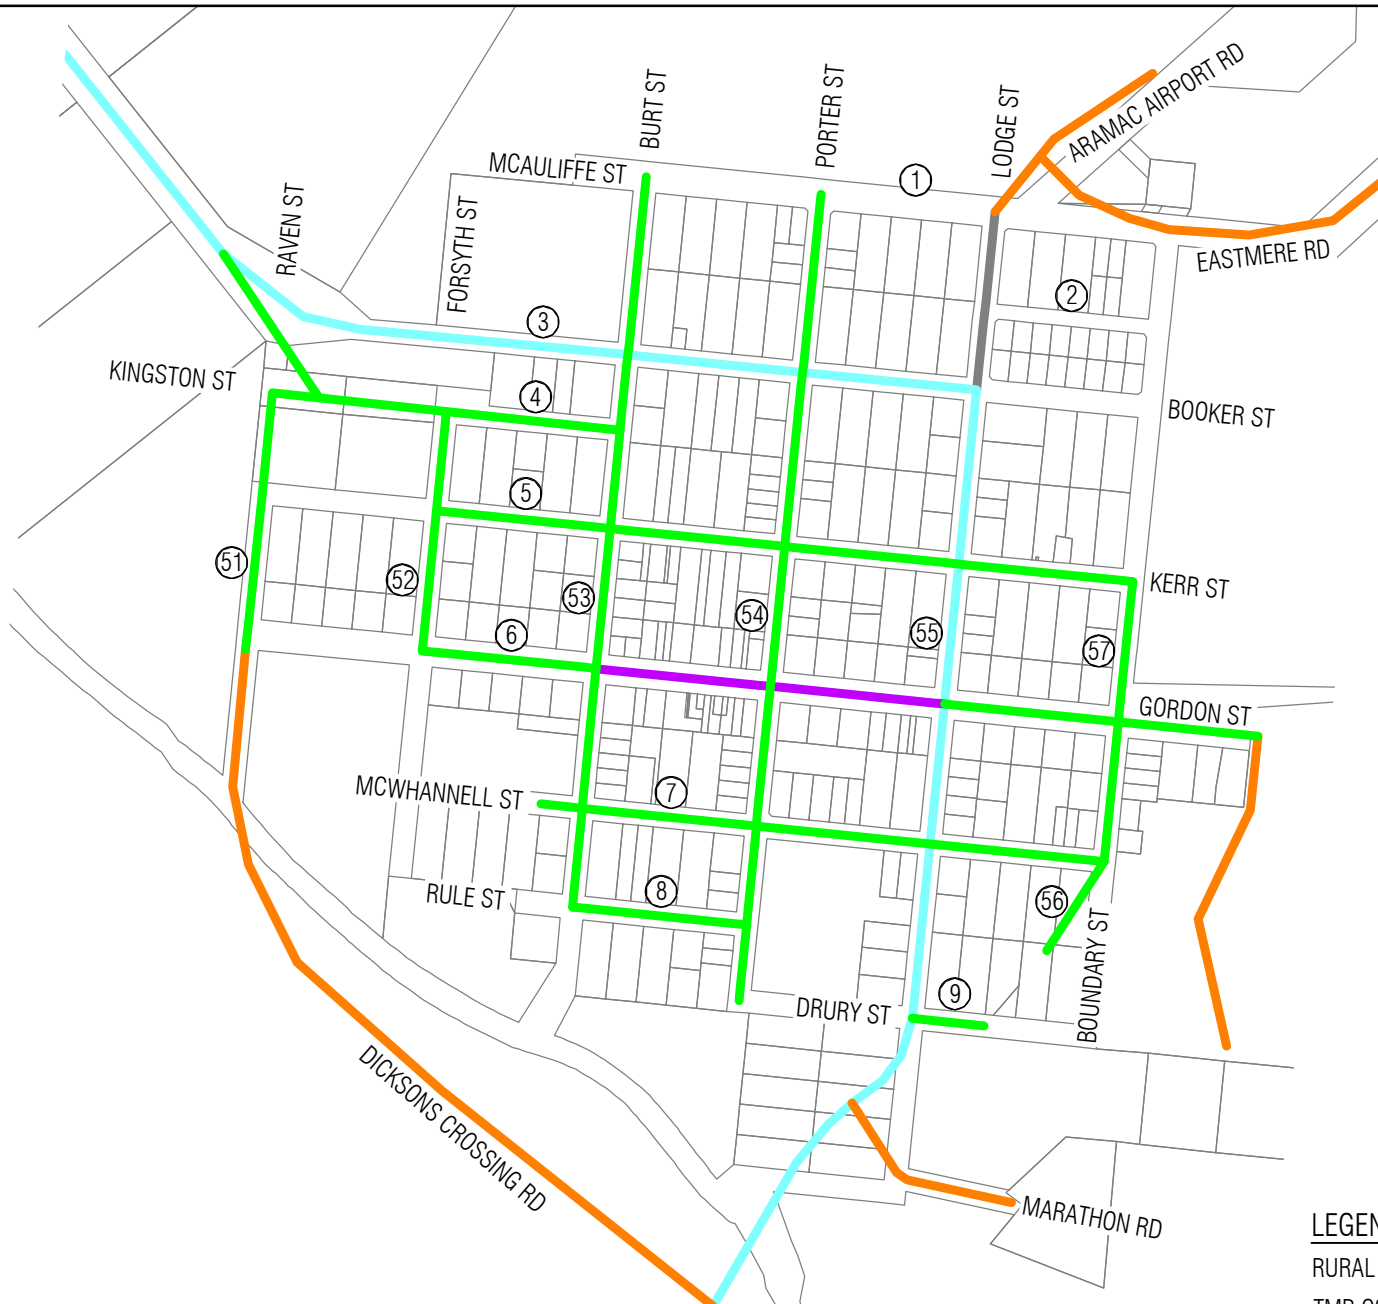 BURT ST
PORTER ST
LODGE ST
ARAMAC AIRPORT RD
MCAULIFFE ST
1
RAVEN ST
FORSYTH ST
EASTMERE RD
2
3
KINGSTON ST
4
BOOKER ST
5
51
52
53
54
55
57
KERR ST
6
GORDON ST
MCWHANNELL ST
7
RULE ST
8
56
BOUNDARY ST
9
DRURY ST
DICKSONS CROSSING RD
MARATHON RD
LEGEN
RURAL